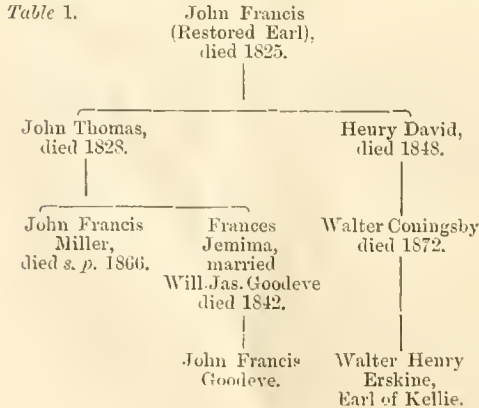 Table 1.
John Francis
(Restored Earl),
died 1825.
John Thomas,
died 1828.
Henry David,
died 1848.
John Francis
Miller,
died s. p. 1866.
Frances
Jemima,
married
Will. Jas. Goodeve
died 1842.
Walter Coningsby
died 1872.
John Francis
Goodeve.
Walter Henry
Erskine,
Earl of Kellie.